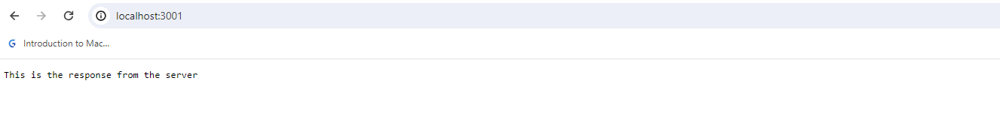 localhost:3001
Introduction to Mac...
This is the response from the server